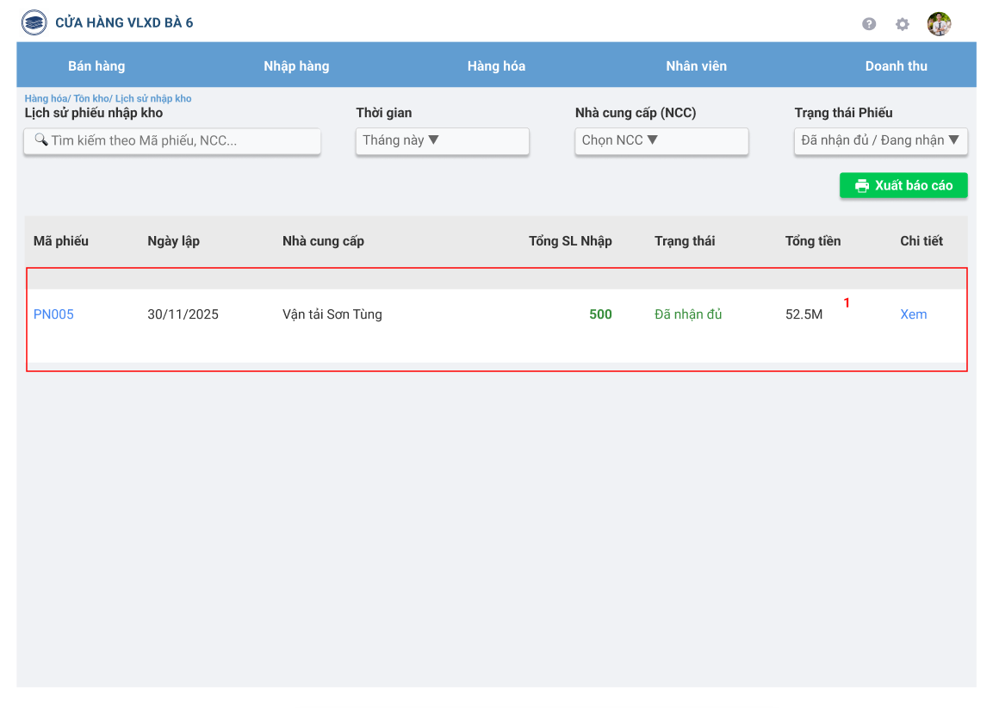 CỬA HÀNG VLXD BÀ 6
Bán hàng Nhập hàng Hàng hóa Nhân viên Doanh thu
Hàng hóa/ Tồn kho/ Lịch sử nhập kho
Lịch sử phiếu nhập kho Thời gian Nhà cung cấp (NCC) Trạng thái Phiếu
🔍 Tìm kiếm theo Mã phiếu, NCC... Tháng này ▼ Chọn NCC ▼ Đã nhận đủ / Đang nhận ▼
Xuất báo cáo
Mã phiếu Ngày lập Nhà cung cấp Tổng SL Nhập Trạng thái Tổng tiền Chi tiết
1
PN005 30/11/2025 Vận tải Sơn Tùng 500 Đã nhận đủ 52.5M Xem